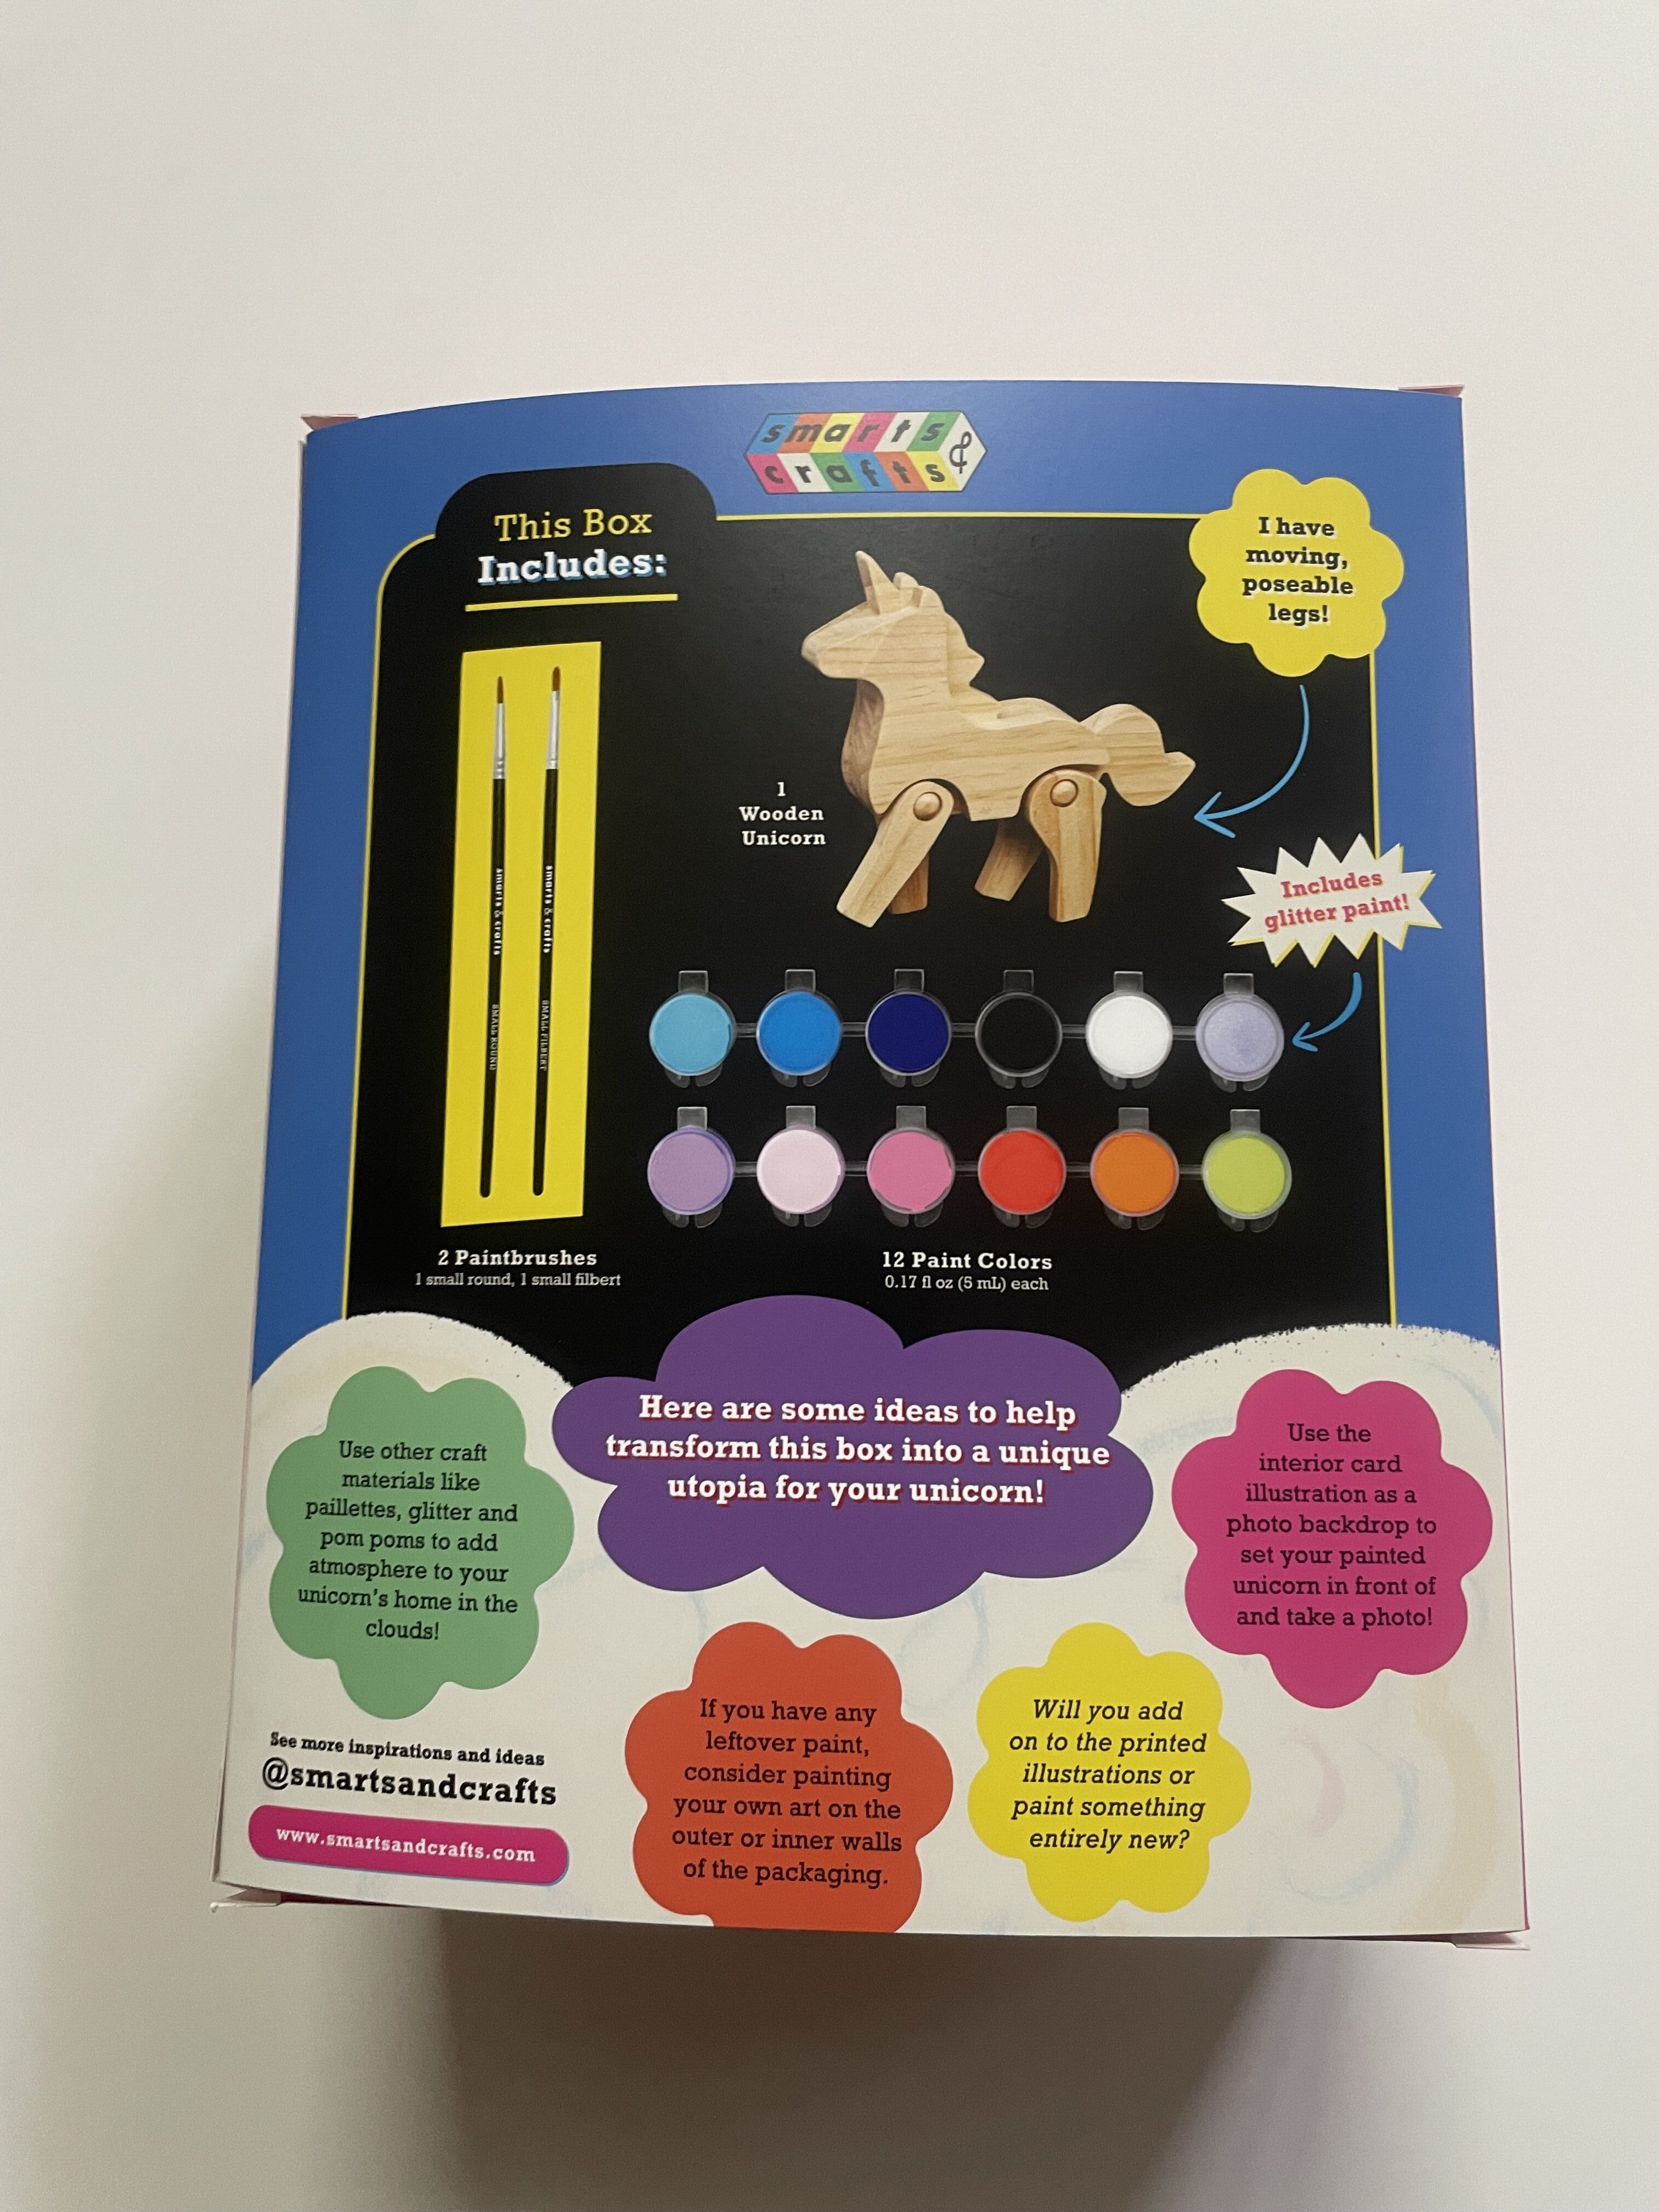 smarts &
crafts
This Box
Includes:
I have
moving,
poseable
legs!
1
Wooden
Unicorn
Includes
glitter paint!
smarts & crafts SMALL ROUND
smarts & crafts SMALL FILBERT
2 Paintbrushes
1 small round, 1 small filbert
12 Paint Colors
0.17 fl oz (5 mL) each
Here are some ideas to help
transform this box into a unique
utopia for your unicorn!
Use other craft
materials like
paillettes, glitter and
pom poms to add
atmosphere to your
unicorn's home in the
clouds!
Use the
interior card
illustration as a
photo backdrop to
set your painted
unicorn in front of
and take a photo!
If you have any
leftover paint,
consider painting
your own art on the
outer or inner walls
of the packaging.
Will you add
on to the printed
illustrations or
paint something
entirely new?
See more inspirations and ideas
@smartsandcrafts
www.smartsandcrafts.com